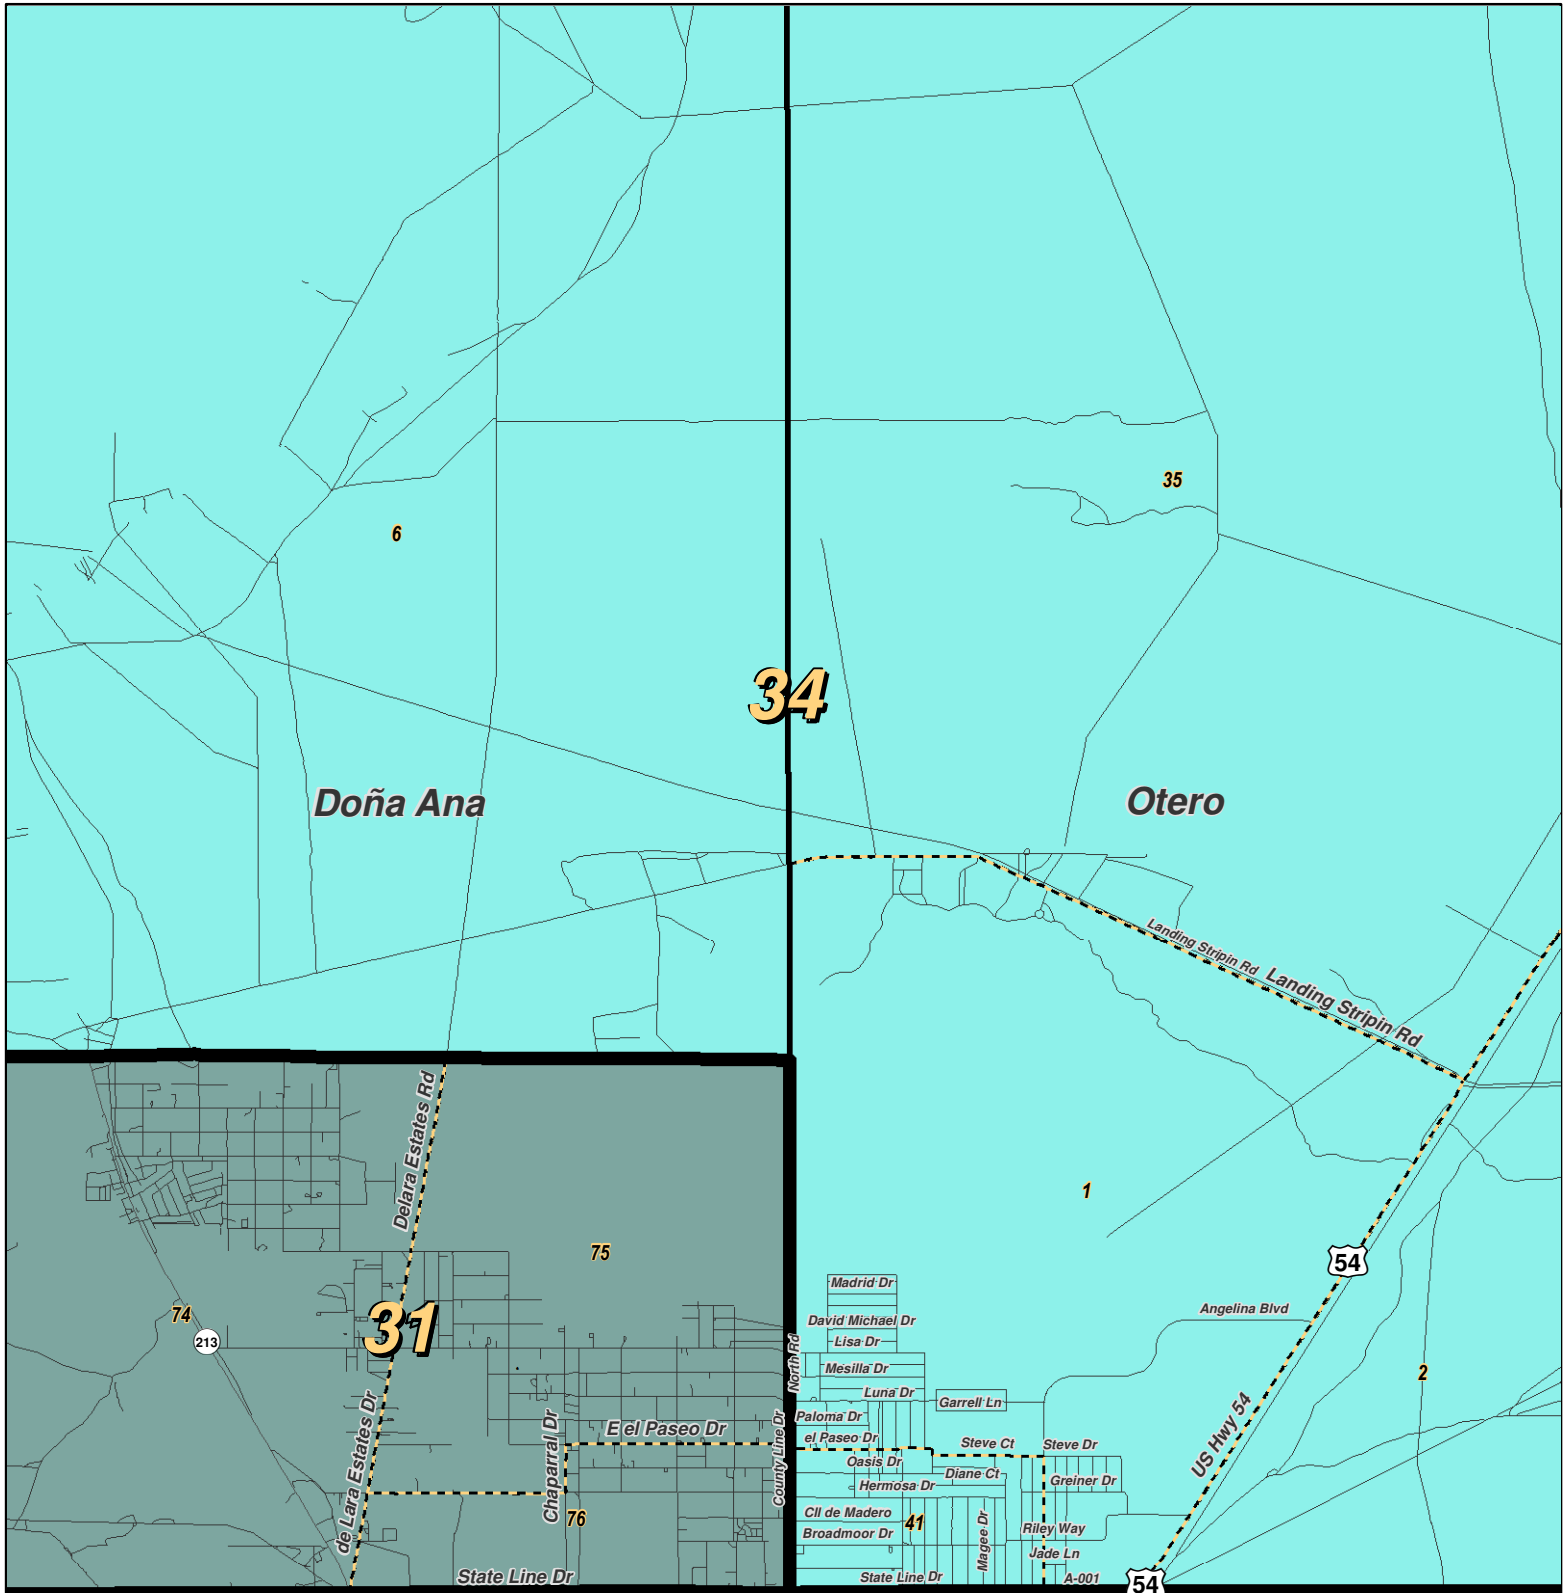 35
6
34
Doña Ana
Otero
Landing Stripin Rd
Landing Stripin Rd
Delara Estates Rd
1
75
54
Madrid Dr
Angelina Blvd
74
31
213
David Michael Dr
Lisa Dr
North Rd
Mesilla Dr
2
Luna Dr
Garrell Ln
Paloma Dr
E el Paseo Dr
el Paseo Dr
Steve Ct
Steve Dr
US Hwy 54
de Lara Estates Dr
Chaparral Dr
County Line Dr
Oasis Dr
Diane Ct
Hermosa Dr
Greiner Dr
Cll de Madero
76
41
Broadmoor Dr
Magee Dr
Riley Way
Jade Ln
State Line Dr
State Line Dr
A-001
54